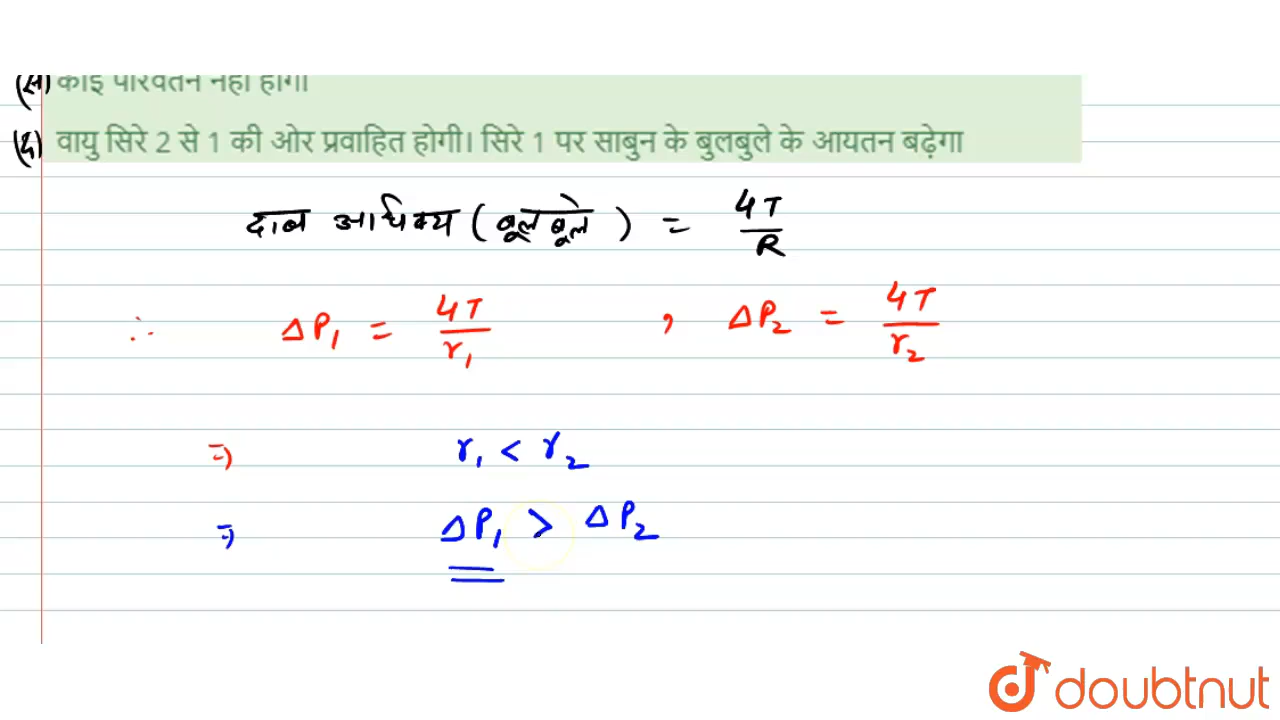 (स) कोई परिवर्तन नहीं होगा
(द) वायु सिरे 2 से 1 की ओर प्रवाहित होगी। सिरे 1 पर साबुन के बुलबुले के आयतन बढ़ेगा
दाब आधिक्य (बुलबुले) = 4T/R
∴ ΔP₁ = 4T/r₁ , ΔP₂ = 4T/r₂
⇒ r₁ < r₂
⇒ ΔP₁ > ΔP₂
doubtnut